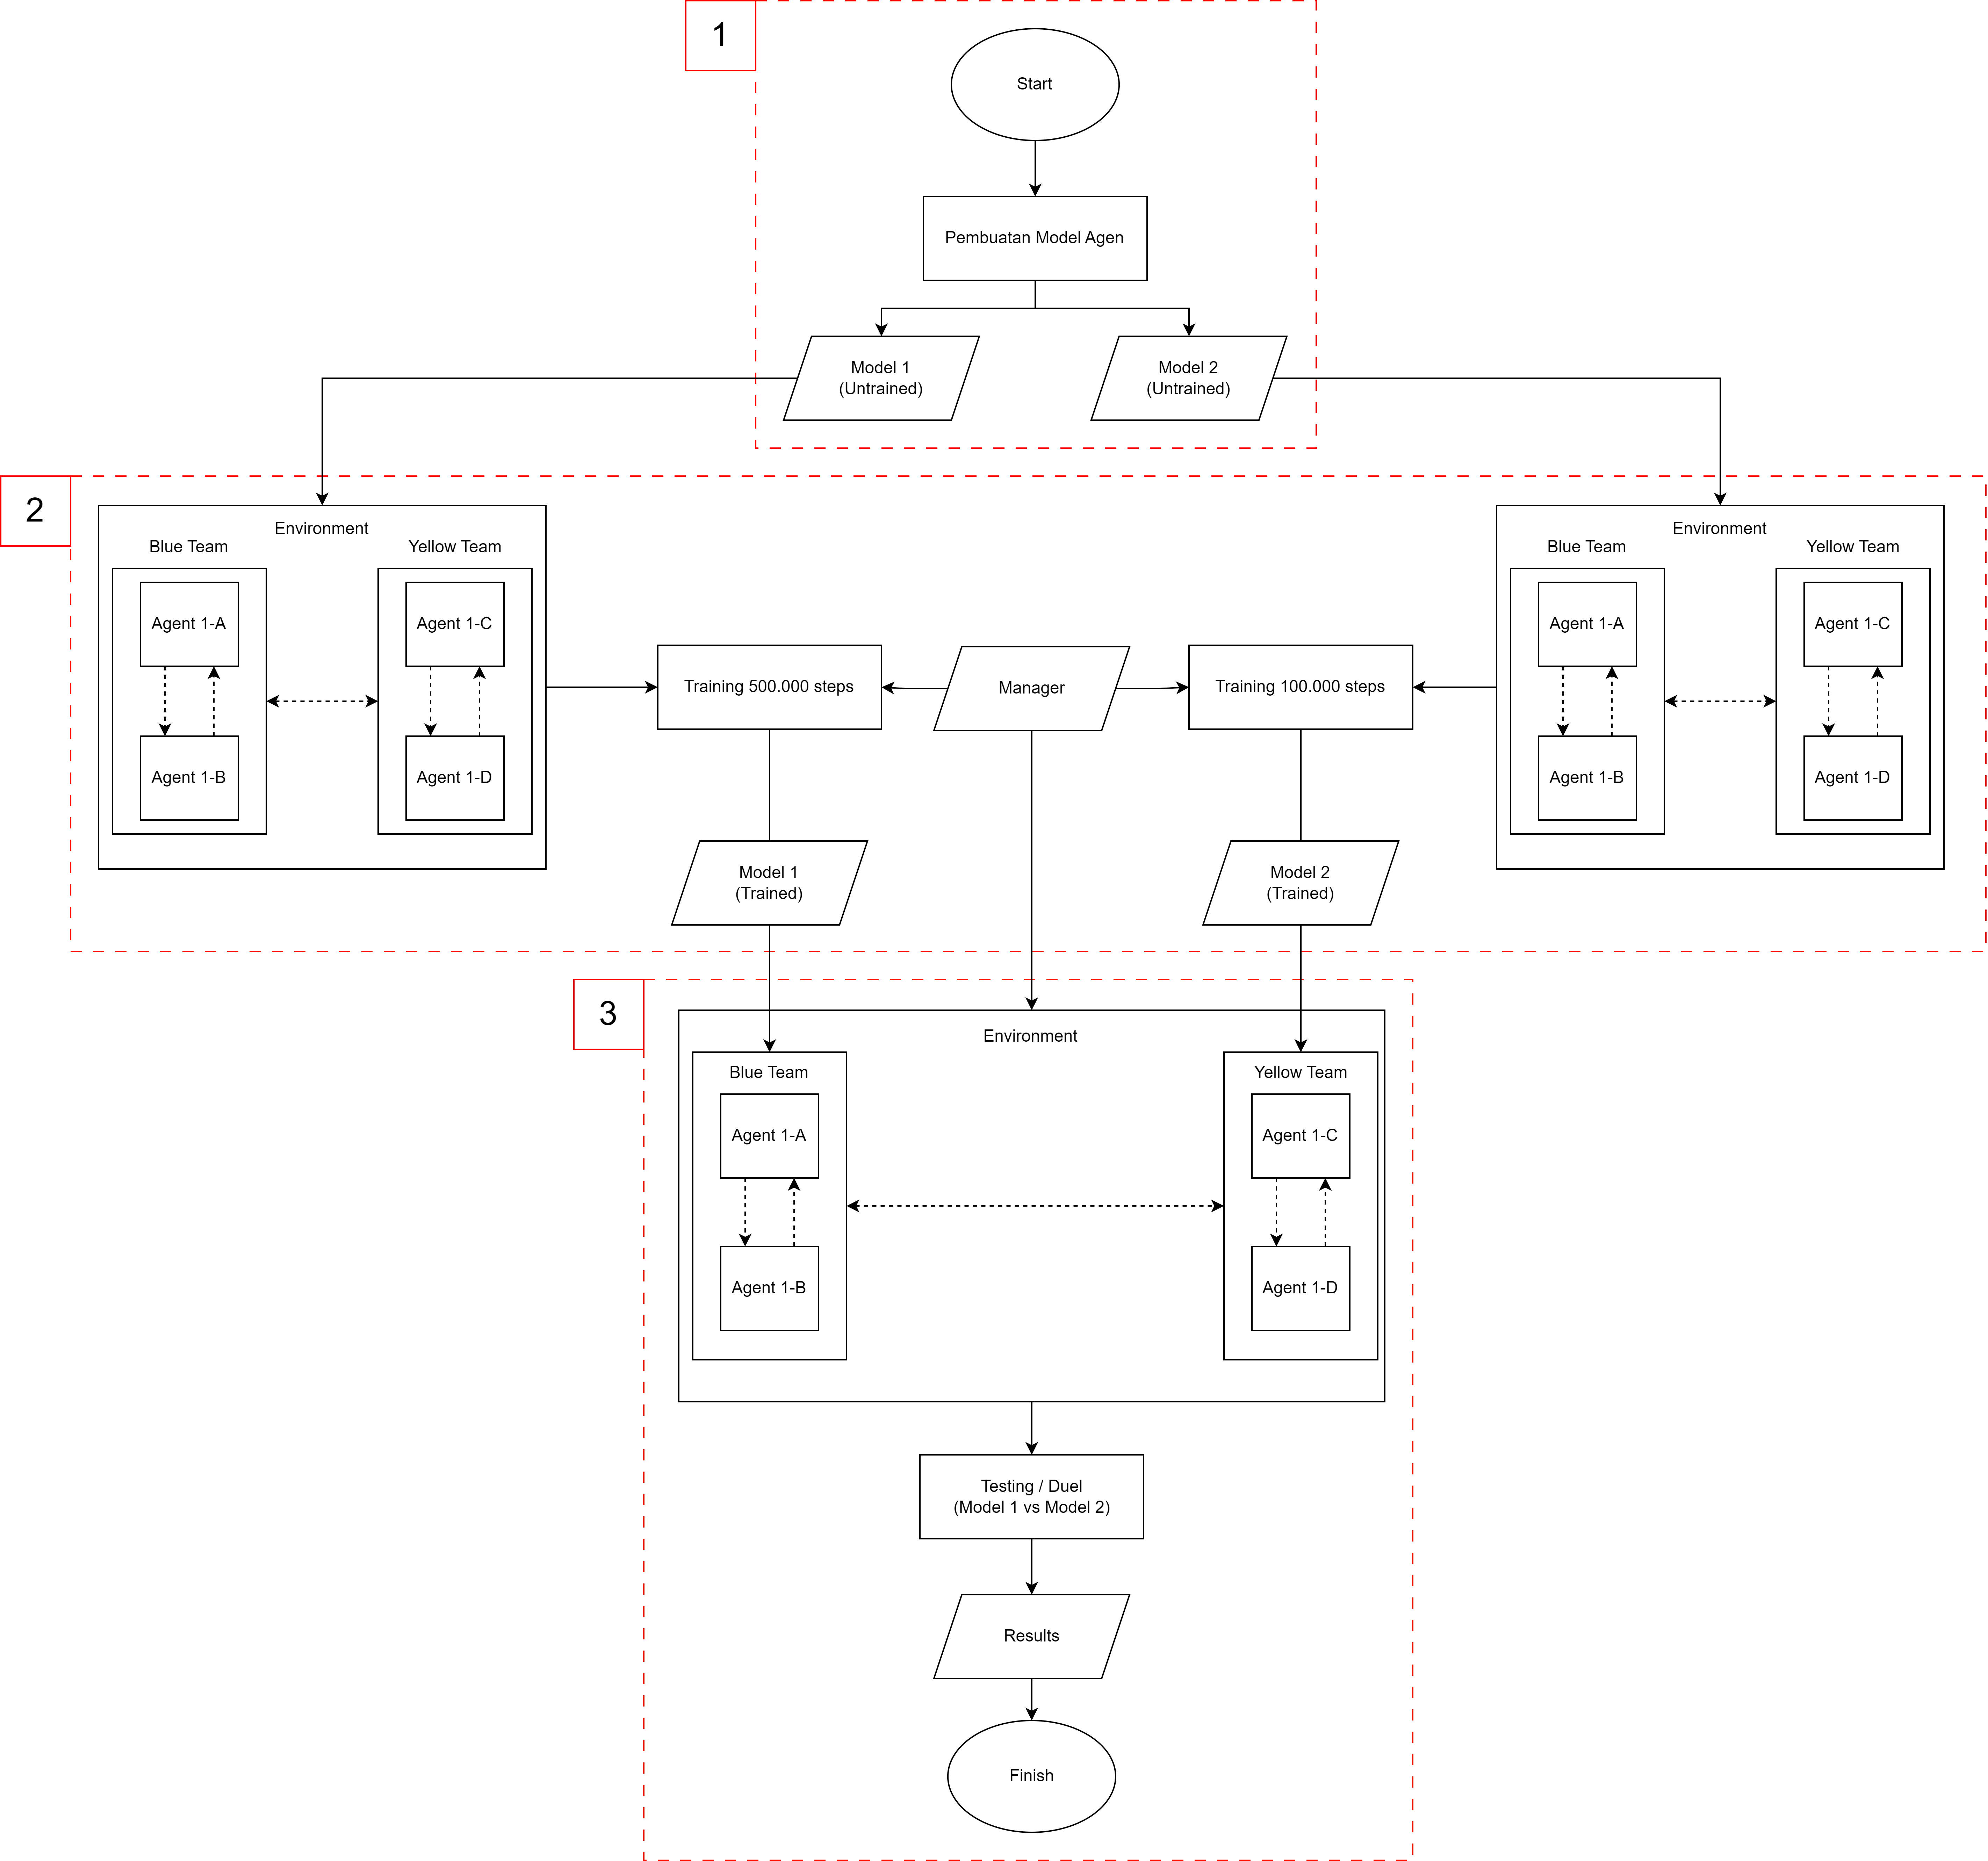 1
Start
Pembuatan Model Agen
Model 1
(Untrained)
Model 2
(Untrained)
2
Environment
Blue Team
Yellow Team
Agent 1-A
Agent 1-C
Agent 1-B
Agent 1-D
Training 500.000 steps
Manager
Training 100.000 steps
Environment
Blue Team
Yellow Team
Agent 1-A
Agent 1-C
Agent 1-B
Agent 1-D
Model 1
(Trained)
Model 2
(Trained)
3
Environment
Blue Team
Yellow Team
Agent 1-A
Agent 1-C
Agent 1-B
Agent 1-D
Testing / Duel
(Model 1 vs Model 2)
Results
Finish